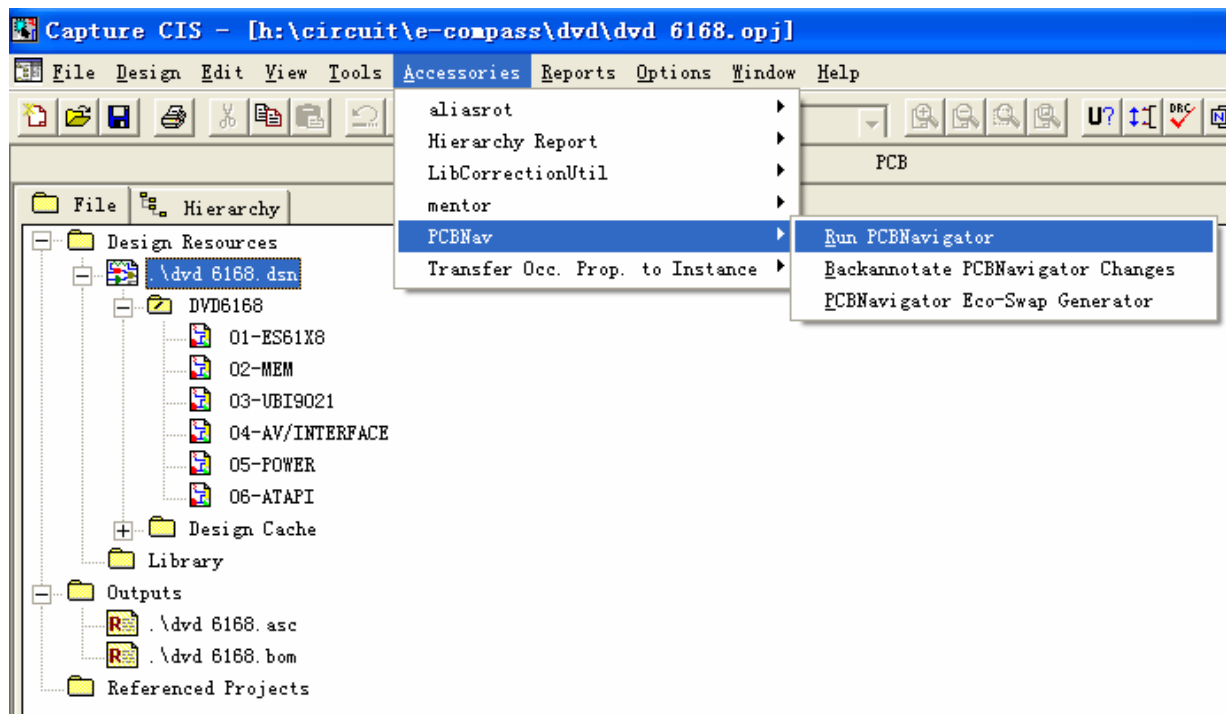 Capture CIS - [h:\circuit\e-compass\dvd\dvd 6168.opj]
File Design Edit View Tools Accessories Reports Options Window Help
U? DRC N
PCB
File Hierarchy
aliasrot
Hierarchy Report
LibCorrectionUtil
mentor
PCBNav
Transfer Occ. Prop. to Instance
Run PCBNavigator
Backannotate PCBNavigator Changes
PCBNavigator Eco-Swap Generator
Design Resources
.\dvd 6168.dsn
DVD6168
01-ES61X8
02-MEM
03-UBI9021
04-AV/INTERFACE
05-POWER
06-ATAPI
Design Cache
Library
Outputs
R .\dvd 6168.asc
R .\dvd 6168.bom
Referenced Projects